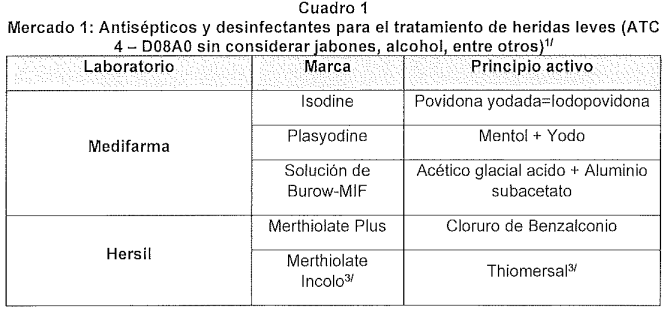 Cuadro 1
Mercado 1: Antisépticos y desinfectantes para el tratamiento de heridas leves (ATC
4 – D08A0 sin considerar jabones, alcohol, entre otros)1/
Laboratorio Marca Principio activo
Medifarma
Isodine Povidona yodada=Iodopovidona
Plasyodine Mentol + Yodo
Solución de Acético glacial acido + Aluminio
Burow-MIF subacetato
Hersil
Merthiolate Plus Cloruro de Benzalconio
Merthiolate Thiomersal3/
Incolo3/